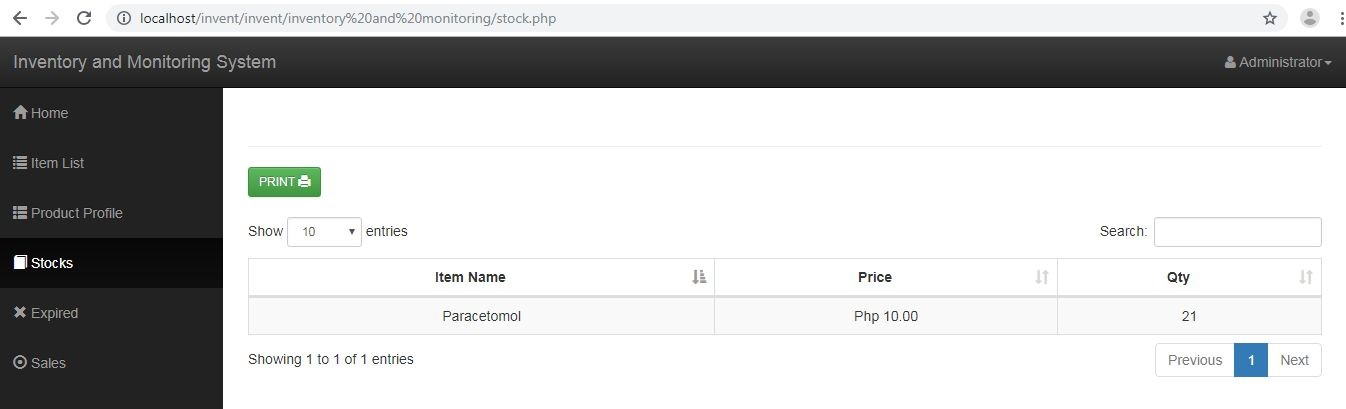 localhost/invent/invent/inventory%20and%20monitoring/stock.php
Inventory and Monitoring System
Administrator
Home
Item List
Product Profile
Stocks
Expired
Sales
PRINT
Show 10 entries Search:
Item Name Price Qty
Paracetomol Php 10.00 21
Showing 1 to 1 of 1 entries Previous 1 Next